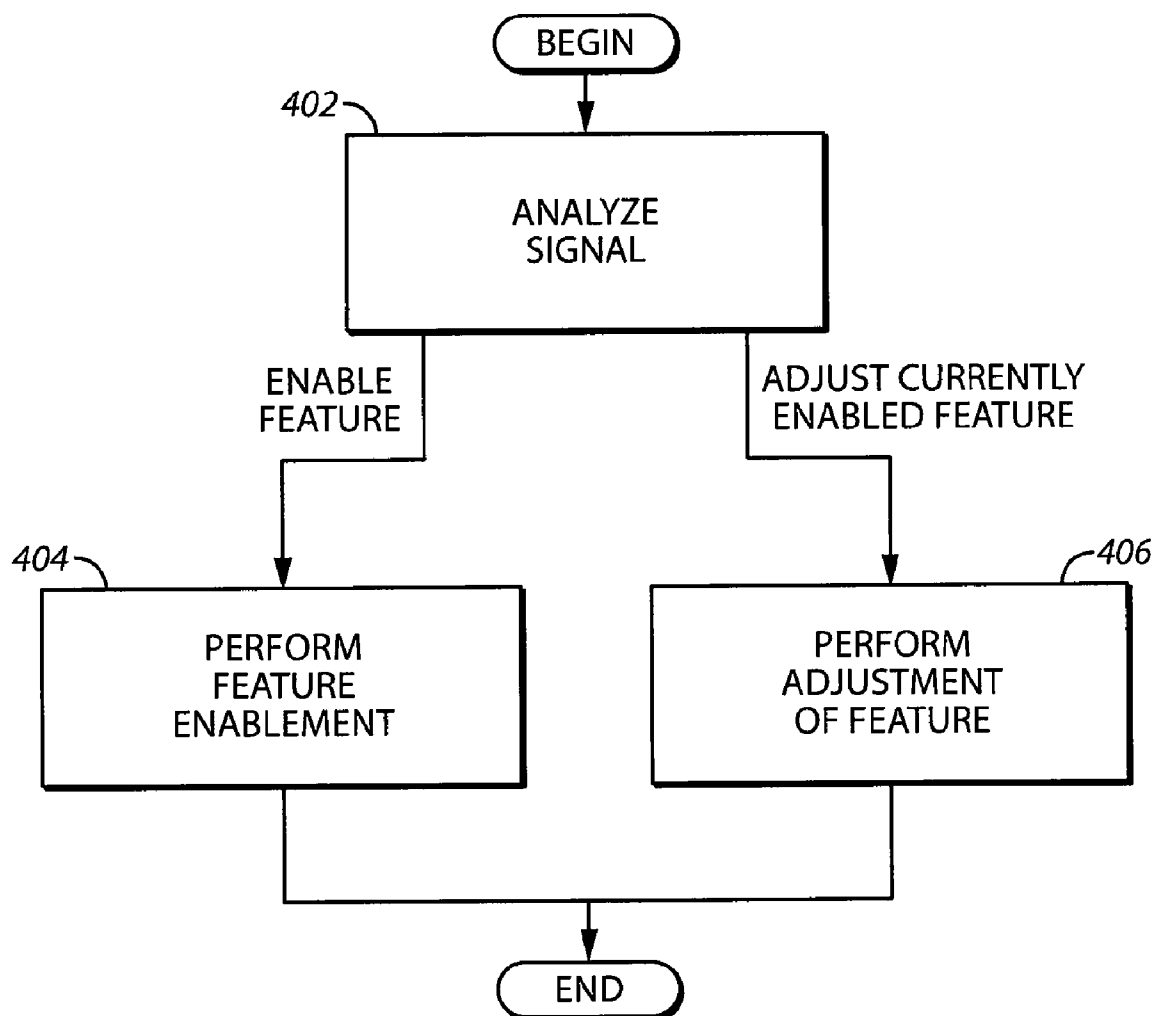 BEGIN
402
ANALYZE
SIGNAL
ENABLE
FEATURE
ADJUST CURRENTLY
ENABLED FEATURE
404
PERFORM
FEATURE
ENABLEMENT
406
PERFORM
ADJUSTMENT
OF FEATURE
END